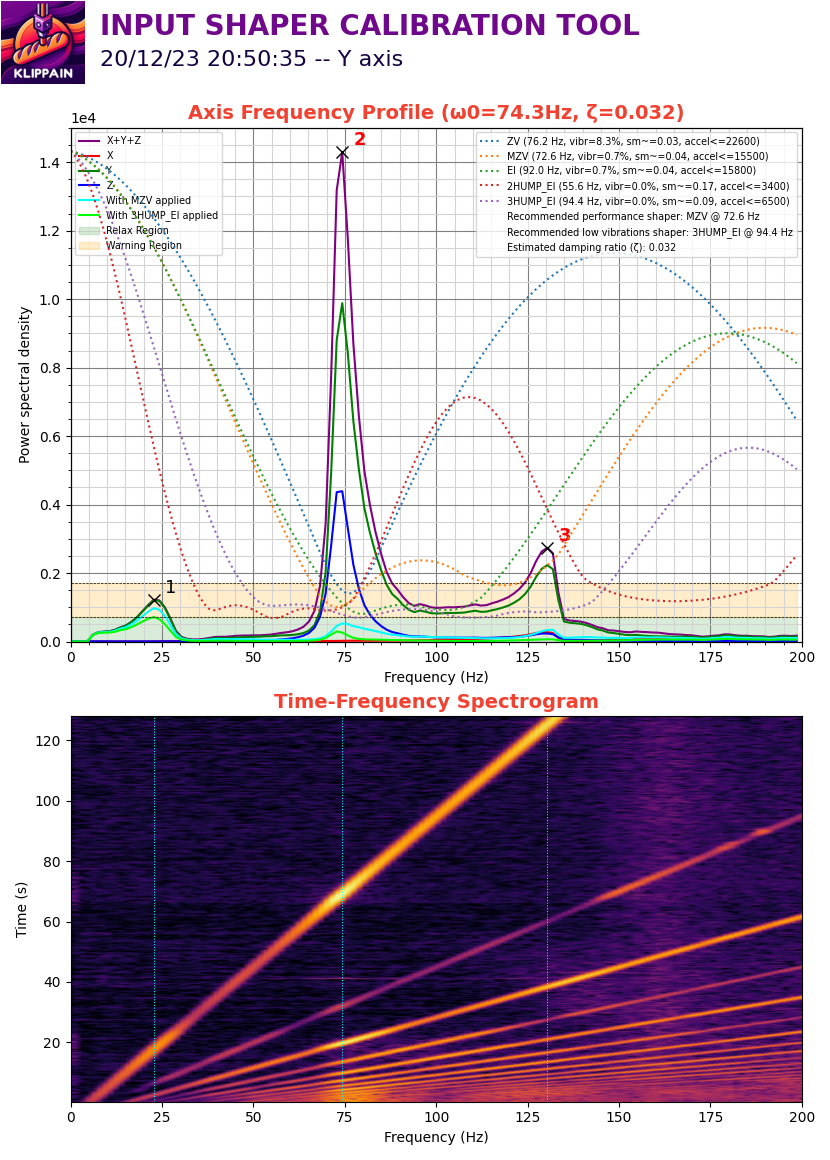 INPUT SHAPER CALIBRATION TOOL
20/12/23 20:50:35 -- Y axis
KLIPPAIN
Axis Frequency Profile (ω0=74.3Hz, ζ=0.032)
1e4
X+Y+Z
X
Y
Z
With MZV applied
With 3HUMP_EI applied
Relax Region
Warning Region
ZV (76.2 Hz, vibr=8.3%, sm~=0.03, accel<=22600)
MZV (72.6 Hz, vibr=0.7%, sm~=0.04, accel<=15500)
EI (92.0 Hz, vibr=0.7%, sm~=0.04, accel<=15800)
2HUMP_EI (55.6 Hz, vibr=0.0%, sm~=0.17, accel<=3400)
3HUMP_EI (94.4 Hz, vibr=0.0%, sm~=0.09, accel<=6500)
Recommended performance shaper: MZV @ 72.6 Hz
Recommended low vibrations shaper: 3HUMP_EI @ 94.4 Hz
Estimated damping ratio (ζ): 0.032
1
2
3
Power spectral density
1.4
1.2
1.0
0.8
0.6
0.4
0.2
0.0
0 25 50 75 100 125 150 175 200
Frequency (Hz)
Time-Frequency Spectrogram
Time (s)
120
100
80
60
40
20
0 25 50 75 100 125 150 175 200
Frequency (Hz)